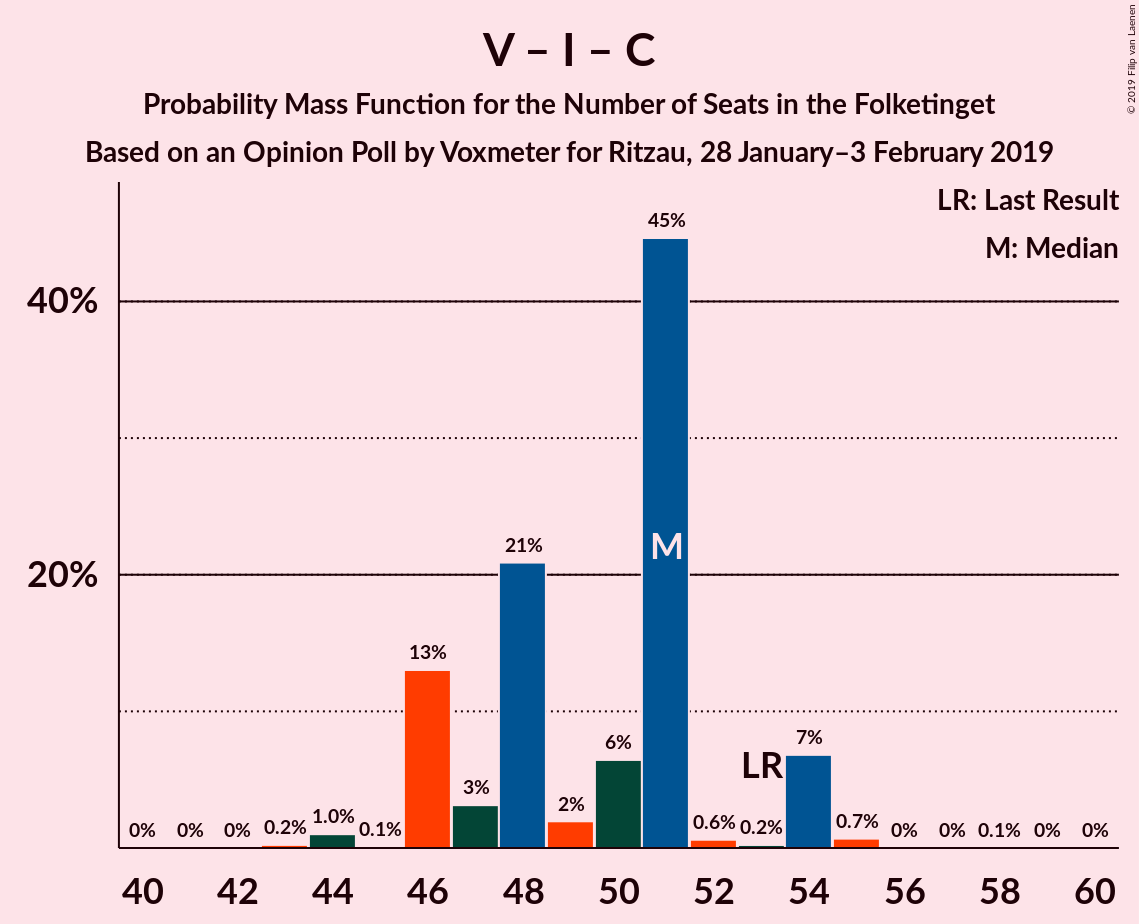 V – I – C
Probability Mass Function for the Number of Seats in the Folketinget
Based on an Opinion Poll by Voxmeter for Ritzau, 28 January–3 February 2019
© 2019 Filip van Laenen
LR: Last Result
M: Median
40%
20%
0%
0%
0%
0.2%
1.0%
0.1%
13%
3%
21%
2%
6%
45%
M
0.6%
0.2%
LR
7%
0.7%
0%
0%
0.1%
0%
0%
40 42 44 46 48 50 52 54 56 58 60